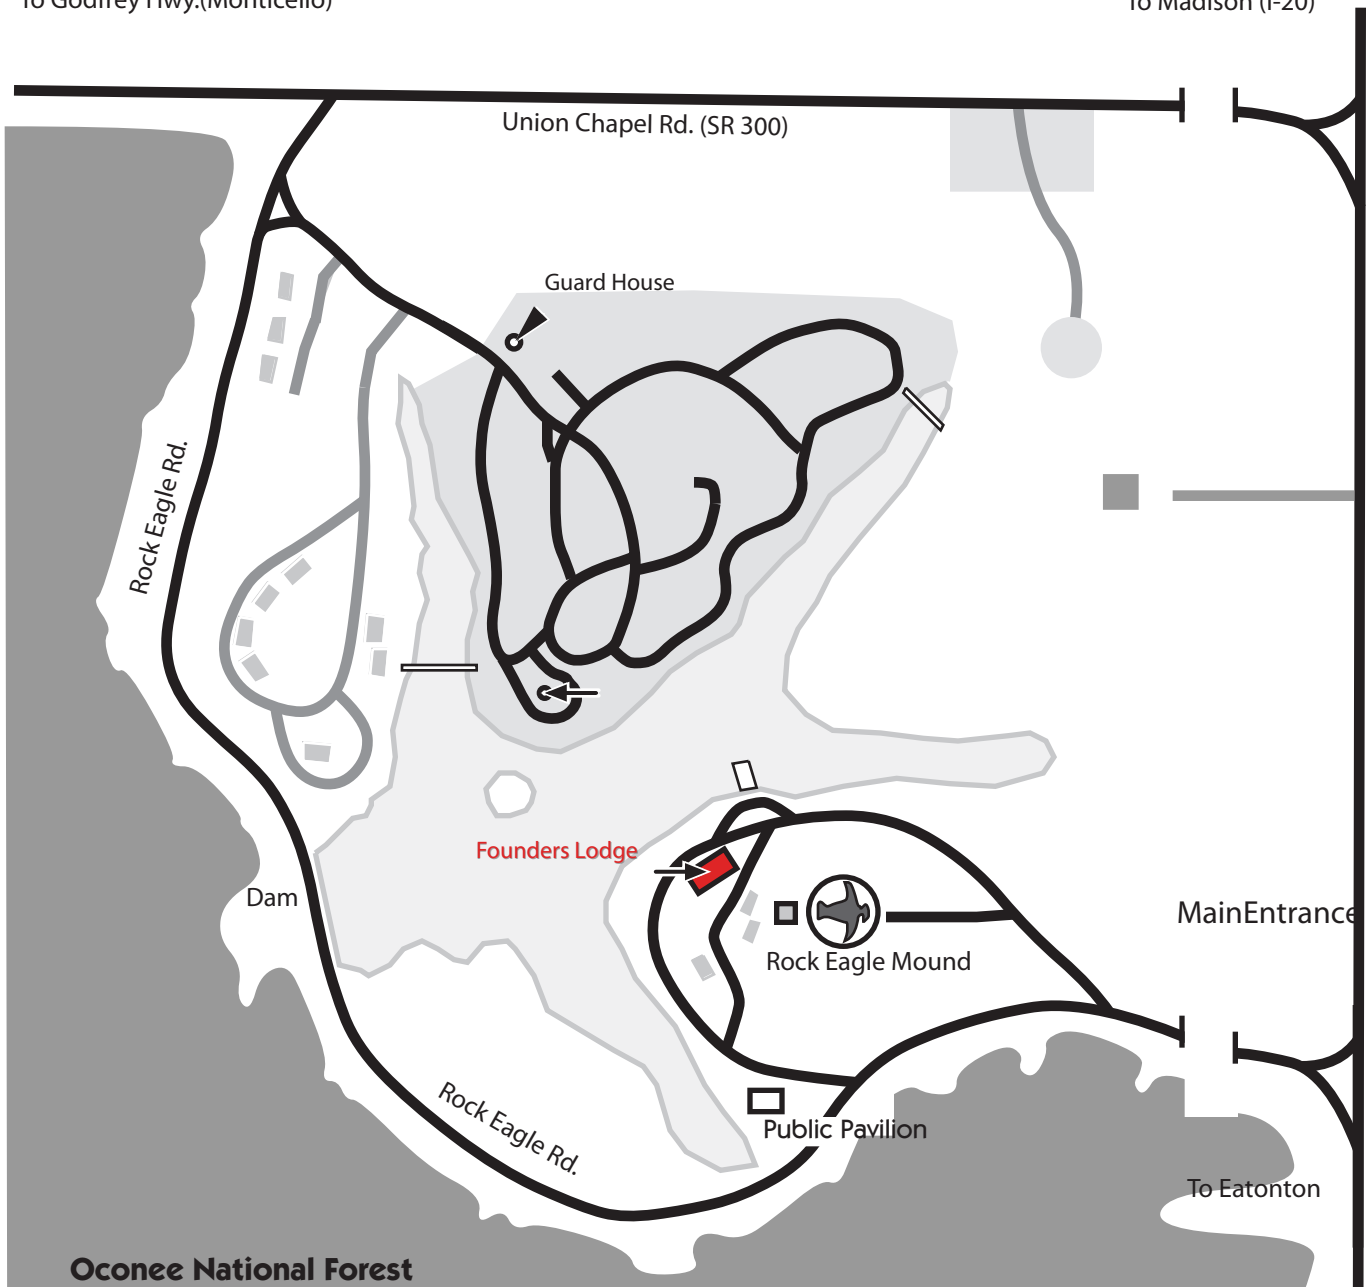 To Godfrey Hwy.(Monticello)
To Madison (I-20)
Union Chapel Rd. (SR 300)
Guard House
Rock Eagle Rd.
Founders Lodge
Dam
MainEntrance
Rock Eagle Mound
Rock Eagle Rd.
Public Pavilion
To Eatonton
Oconee National Forest